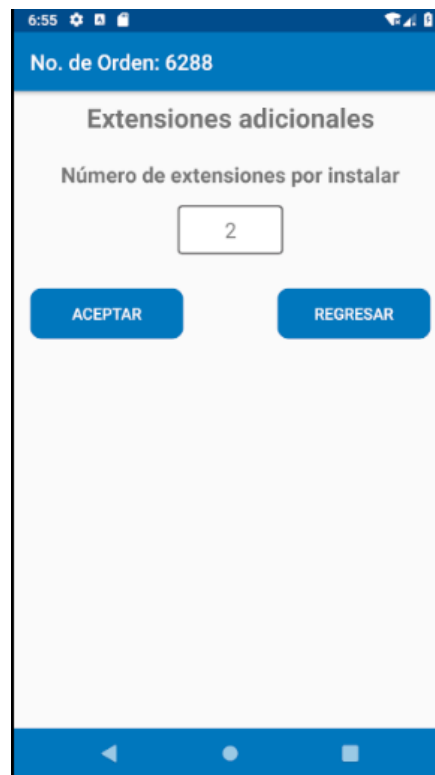 6:55
No. de Orden: 6288
Extensiones adicionales
Número de extensiones por instalar
2
ACEPTAR
REGRESAR